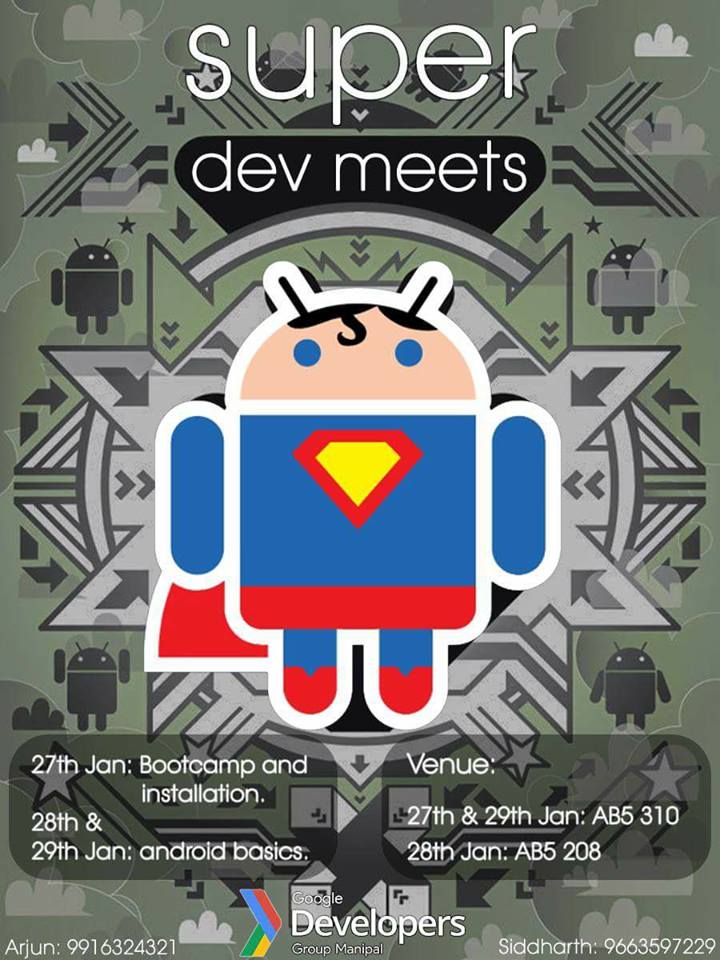 super
dev meets
27th Jan: Bootcamp and
installation.
28th &
29th Jan: android basics.
Venue:
27th & 29th Jan: AB5 310
28th Jan: AB5 208
Google
Developers
Group Manipal
Arjun: 9916324321
Siddharth: 9663597229